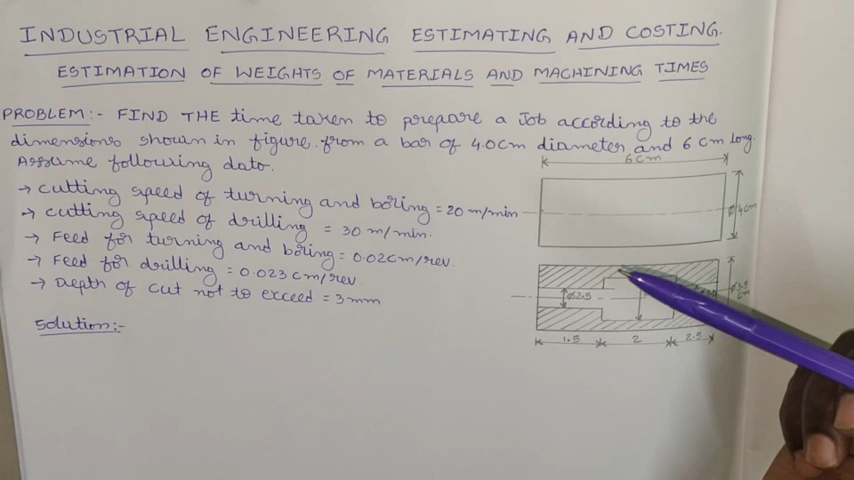 INDUSTRIAL ENGINEERING ESTIMATING AND COSTING.
ESTIMATION OF WEIGHTS OF MATERIALS AND MACHINING TIMES
PROBLEM:- FIND THE time taken to prepare a Job according to the
dimensions shown in figure. from a bar of 4.0cm diameter and 6 cm long.
Assume following data.
→ cutting speed of turning and boring = 20 m/min
→ cutting speed of drilling = 30 m/min.
→ Feed for turning and boring = 0.02cm/rev.
→ Feed for drilling = 0.023 cm/rev
→ Depth of cut not to exceed = 3mm
Solution:-
6cm
Ø4cm
Ø2.5
cm
1.5 2 2.5